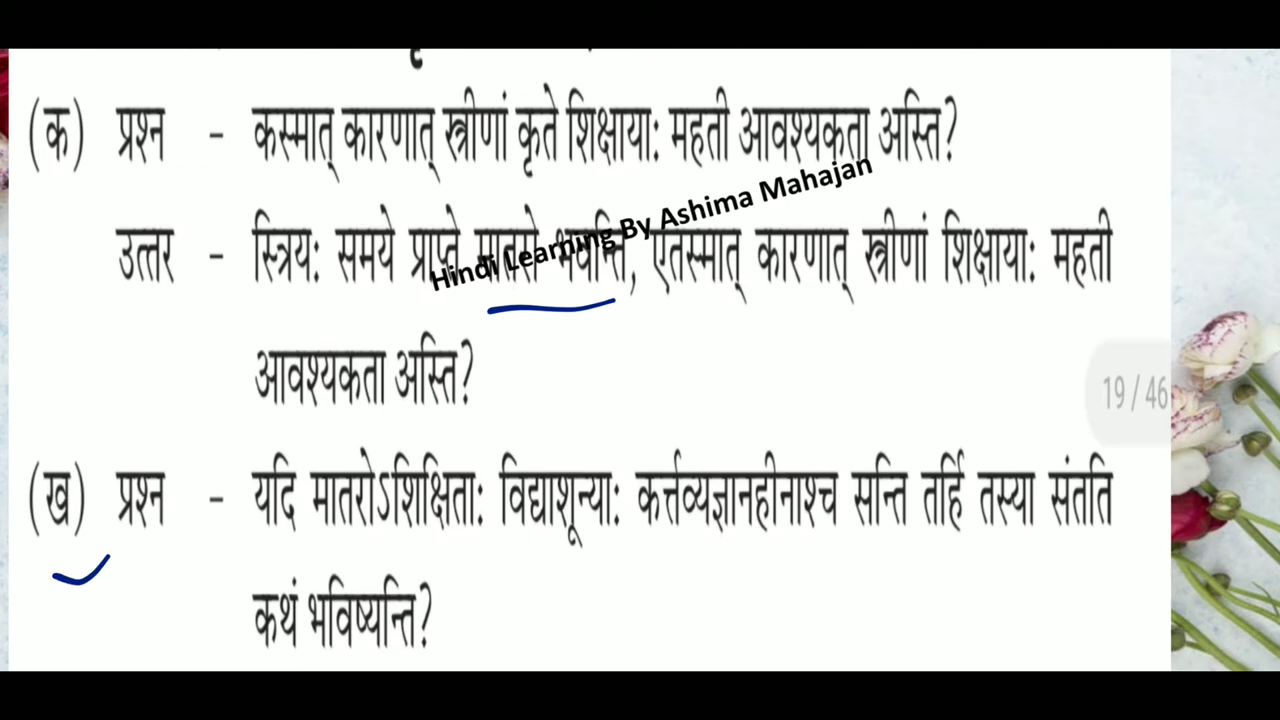 (क) प्रश्न - कस्मात् कारणात् स्त्रीणां कृते शिक्षायाः महती आवश्यकता अस्ति?
Hindi Learning By Ashima Mahajan
उत्तर - स्त्रियः समये प्राप्ते मातरो भवन्ति, एतस्मात् कारणात् स्त्रीणां शिक्षायाः महती
आवश्यकता अस्ति?
19 / 46
(ख) प्रश्न - यदि मातरोऽशिक्षिताः विद्याशून्याः कर्त्तव्यज्ञानहीनाश्च सन्ति तर्हि तस्या संतति
कथं भविष्यन्ति?